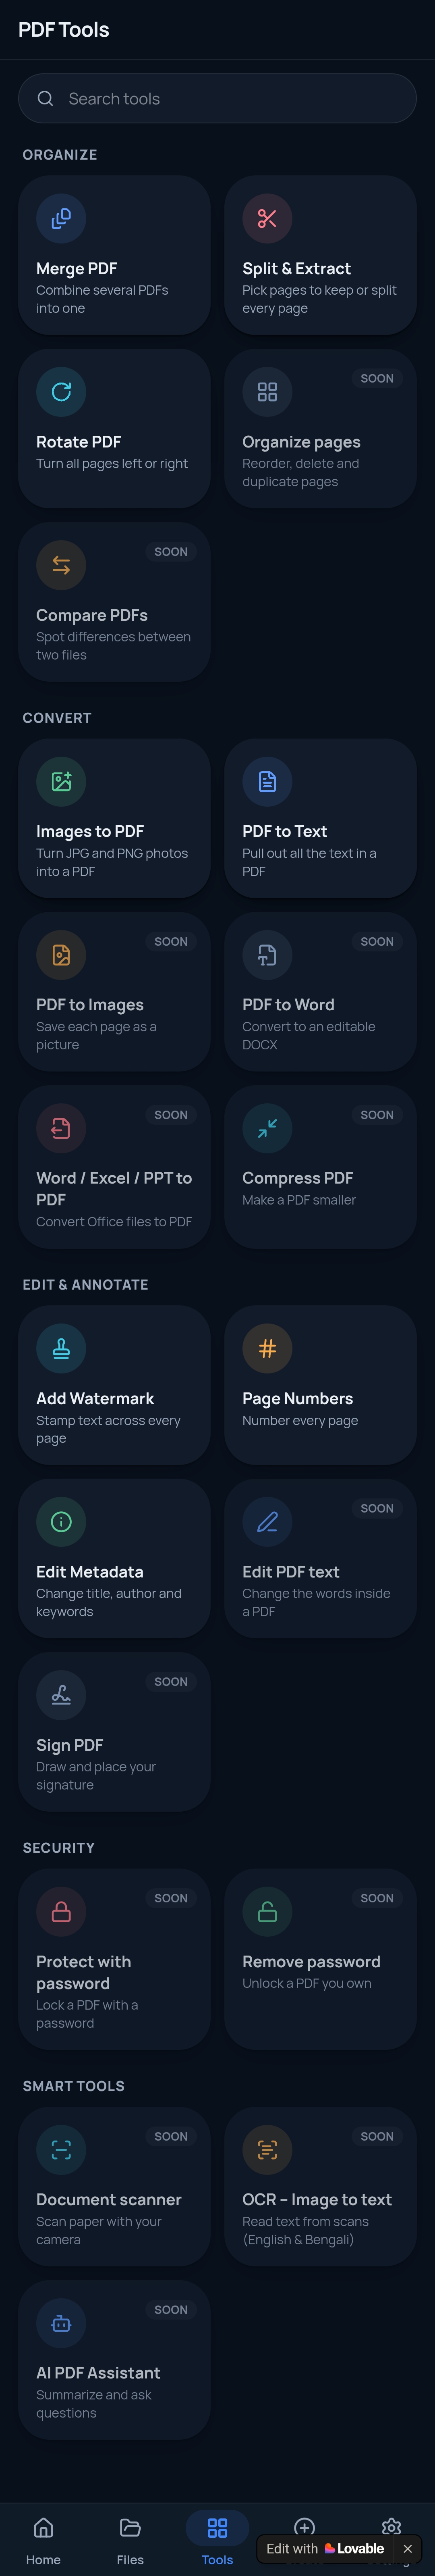 PDF Tools
Search tools
ORGANIZE
Merge PDF
Combine several PDFs
into one
Split & Extract
Pick pages to keep or split
every page
Rotate PDF
Turn all pages left or right
SOON
Organize pages
Reorder, delete and
duplicate pages
SOON
Compare PDFs
Spot differences between
two files
CONVERT
Images to PDF
Turn JPG and PNG photos
into a PDF
PDF to Text
Pull out all the text in a
PDF
SOON
PDF to Images
Save each page as a
picture
SOON
PDF to Word
Convert to an editable
DOCX
SOON
Word / Excel / PPT to
PDF
Convert Office files to PDF
SOON
Compress PDF
Make a PDF smaller
EDIT & ANNOTATE
Add Watermark
Stamp text across every
page
Page Numbers
Number every page
Edit Metadata
Change title, author and
keywords
SOON
Edit PDF text
Change the words inside
a PDF
SOON
Sign PDF
Draw and place your
signature
SECURITY
SOON
Protect with
password
Lock a PDF with a
password
SOON
Remove password
Unlock a PDF you own
SMART TOOLS
SOON
Document scanner
Scan paper with your
camera
SOON
OCR – Image to text
Read text from scans
(English & Bengali)
SOON
AI PDF Assistant
Summarize and ask
questions
Edit with Lovable
Home
Files
Tools